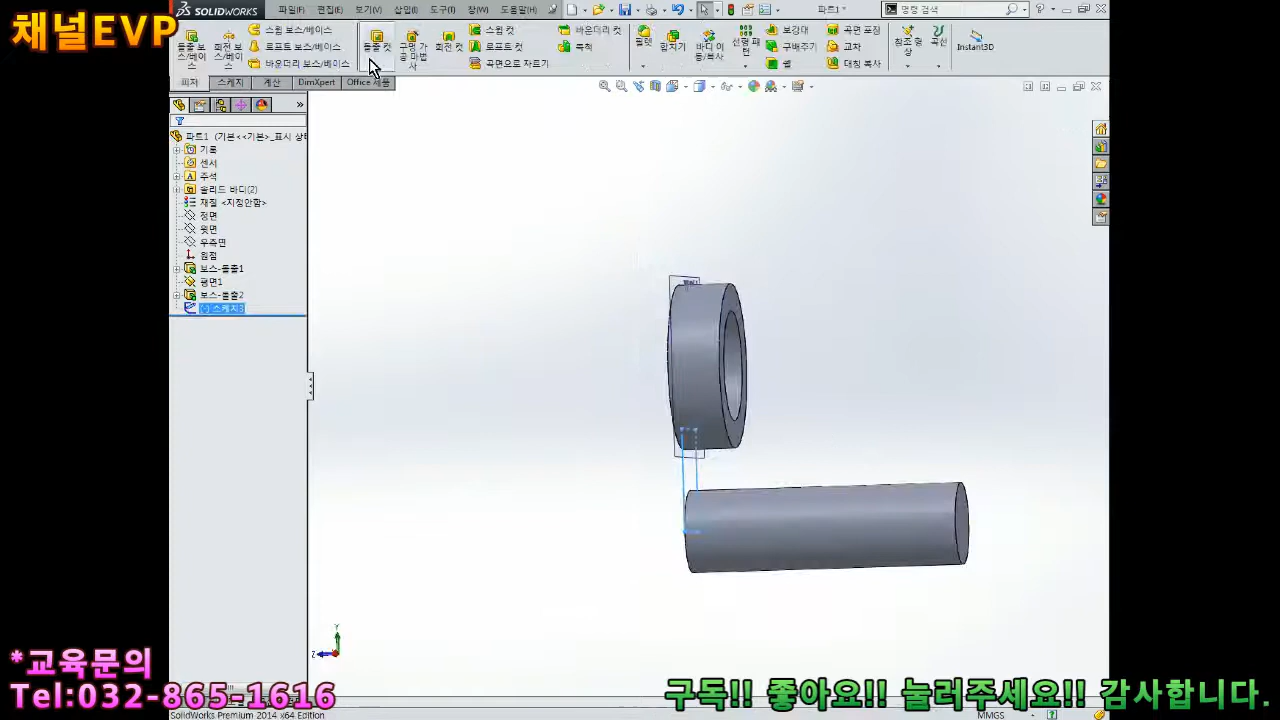 채널EVP
SOLIDWORKS
파일(F) 편집(E) 보기(V) 삽입(I) 도구(T) 창(W) 도움말(H)
파트1 *
명령 검색
돌출 보스/베이스
회전 보스/베이스
스윕 보스/베이스
로프트 보스/베이스
바운더리 보스/베이스
돌출 컷
구멍 가공 마법사
회전 컷
스윕 컷
로프트 컷
곡면으로 자르기
바운더리 컷
필렛
합치기
바디 이동/복사
선형 패턴
보강대
구배주기
쉘
곡면 포장
교차
대칭 복사
참조 형상
곡선
Instant3D
피처 스케치 계산 DimXpert Office 제품
파트1 (기본<<기본>_표시 상태
기록
센서
주석
솔리드 바디(2)
재질 <지정안함>
정면
윗면
우측면
원점
보스-돌출1
평면1
보스-돌출2
(-) 스케치3
Y
Z
*교육문의
Tel:032-865-1616
구독!! 좋아요!! 눌러주세요!! 감사합니다.
SolidWorks Premium 2014 x64 Edition
MMGS